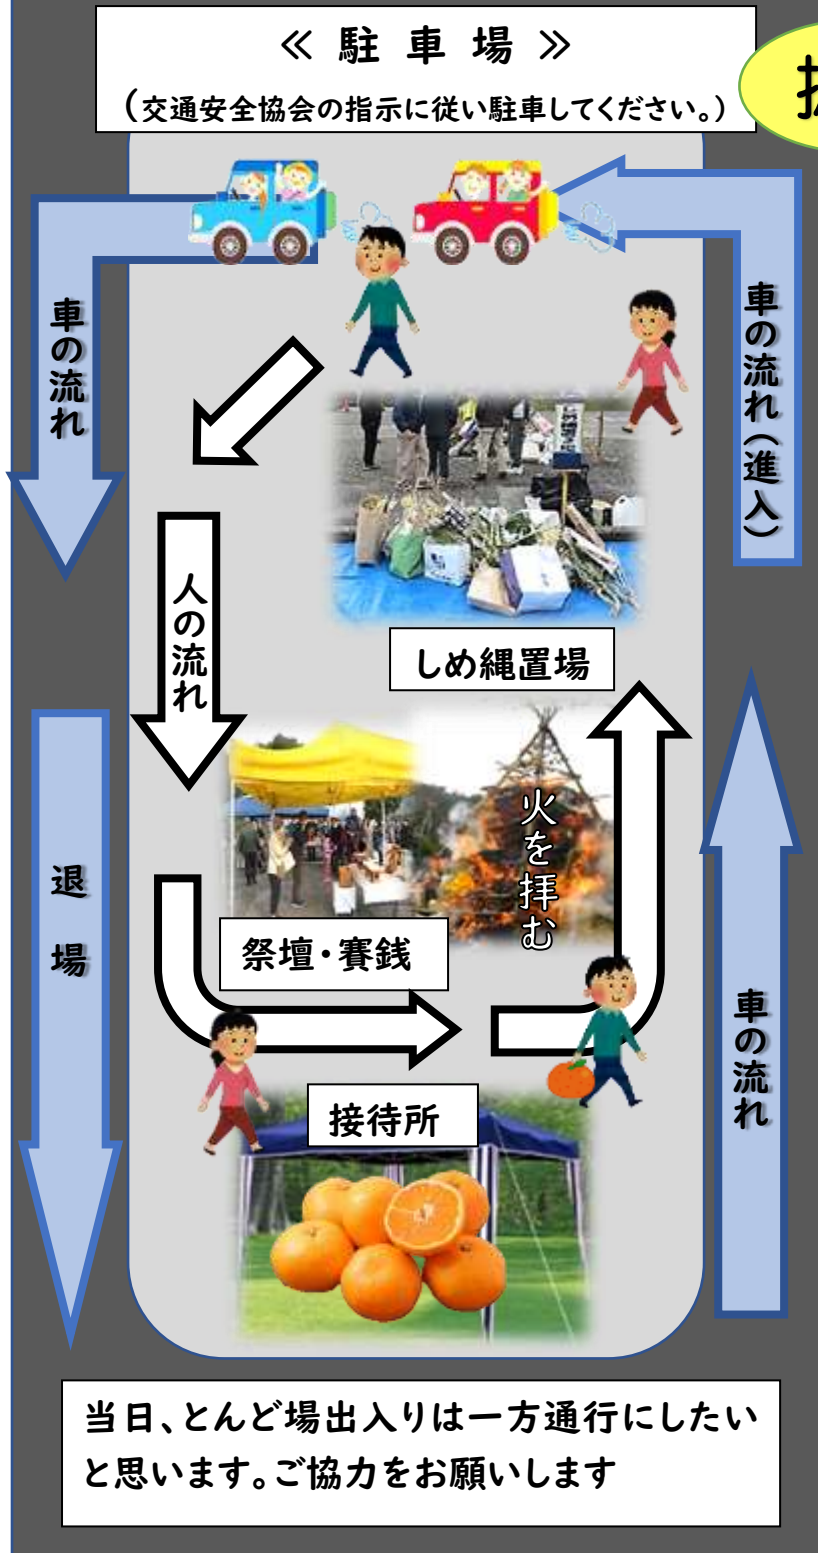 ≪ 駐 車 場 ≫
(交通安全協会の指示に従い駐車してください。)
車の流れ
車の流れ(進入)
人の流れ
しめ縄置場
火を拝む
祭壇・賽銭
退 場
車の流れ
接待所
当日、とんど場出入りは一方通行にしたい
と思います。ご協力をお願いします